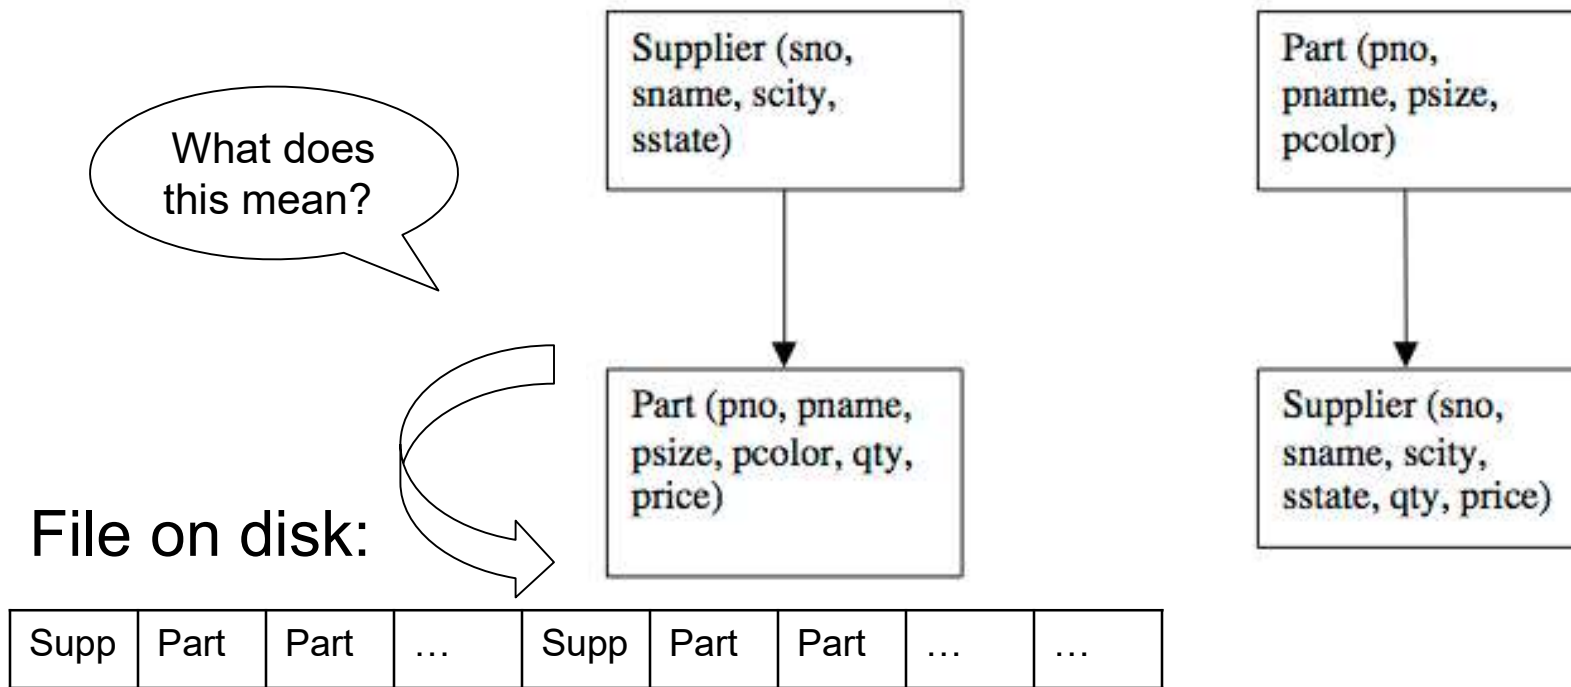 What does
this mean?
Supplier (sno,
sname, scity,
sstate)
Part (pno,
pname, psize,
pcolor)
Part (pno, pname,
psize, pcolor, qty,
price)
Supplier (sno,
sname, scity,
sstate, qty, price)
File on disk:
Supp Part Part … Supp Part Part … …